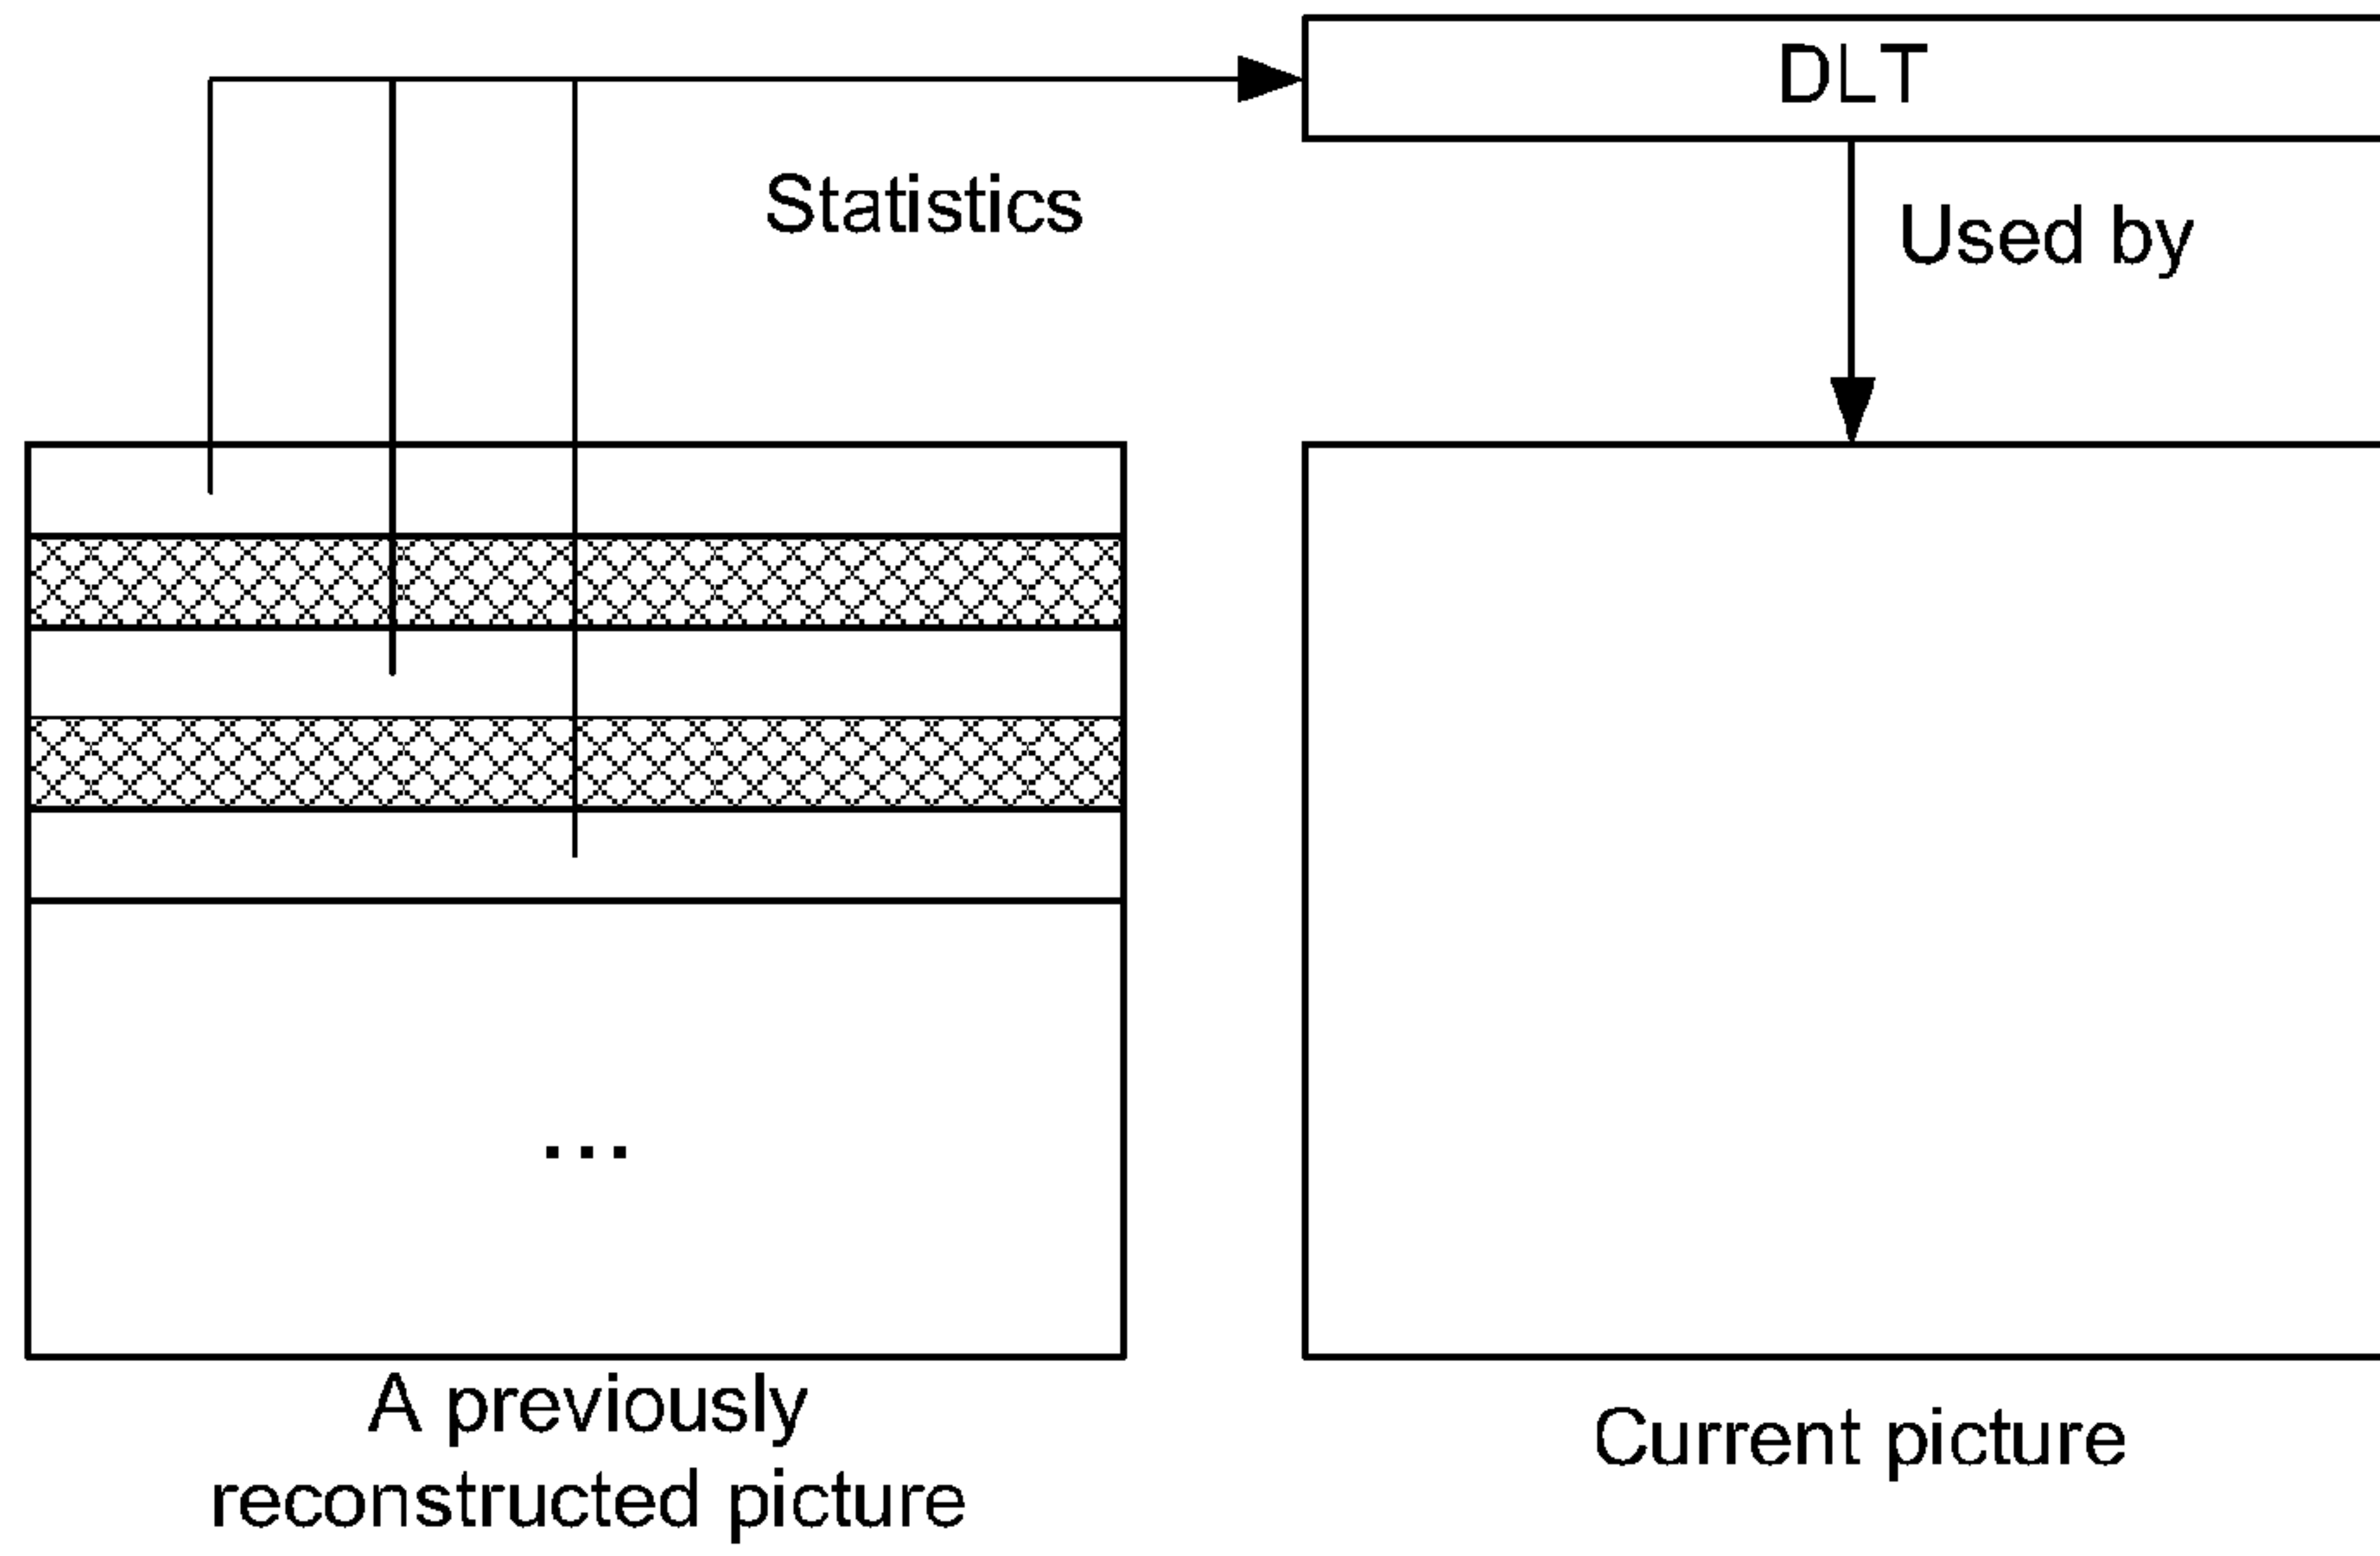 DLT
Statistics
Used by
...
A previously
reconstructed picture
Current picture